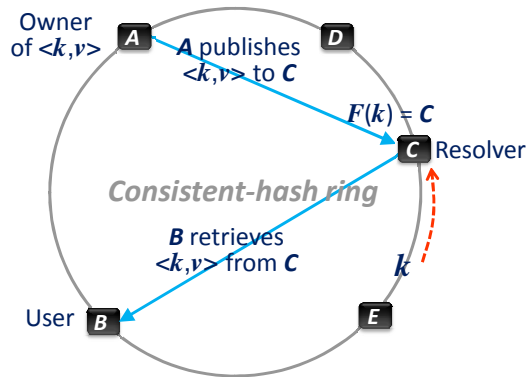 Owner
of <k,v>
A
D
A publishes
<k,v> to C
F(k) = C
C
Resolver
Consistent-hash ring
B retrieves
<k,v> from C
k
User
B
E